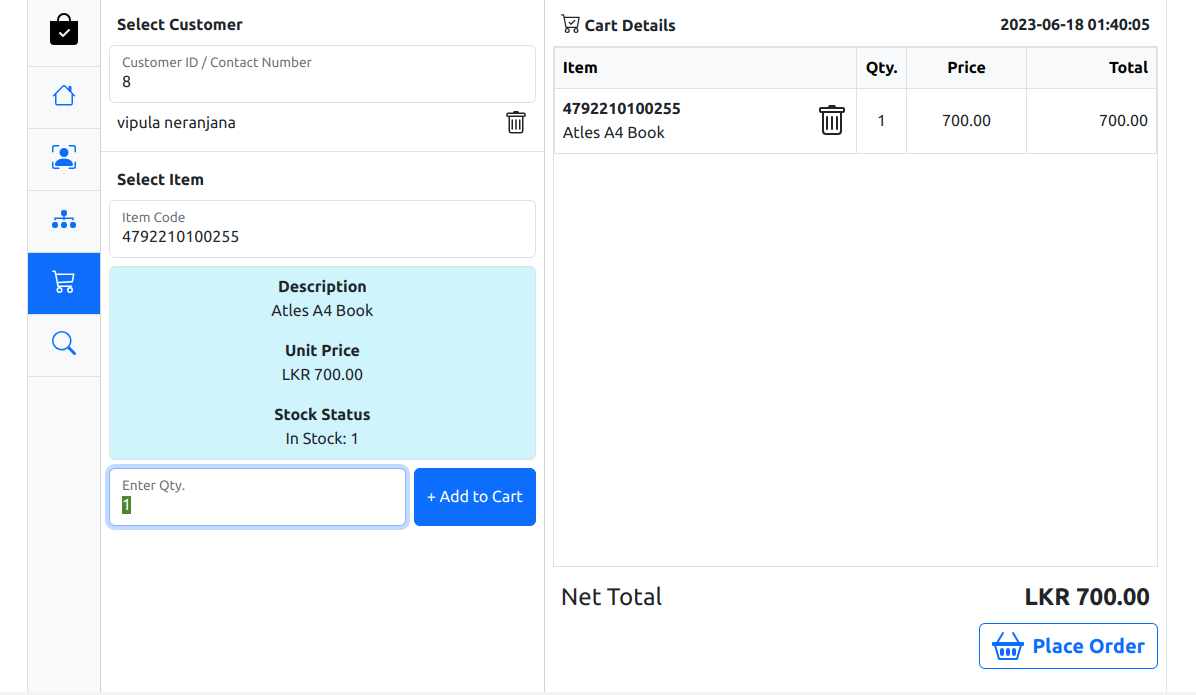 Select Customer
Customer ID / Contact Number
8
vipula neranjana
Select Item
Item Code
4792210100255
Description
Atles A4 Book
Unit Price
LKR 700.00
Stock Status
In Stock: 1
Enter Qty.
1
+ Add to Cart
Cart Details 2023-06-18 01:40:05
Item Qty. Price Total
4792210100255
Atles A4 Book 1 700.00 700.00
Net Total LKR 700.00
Place Order